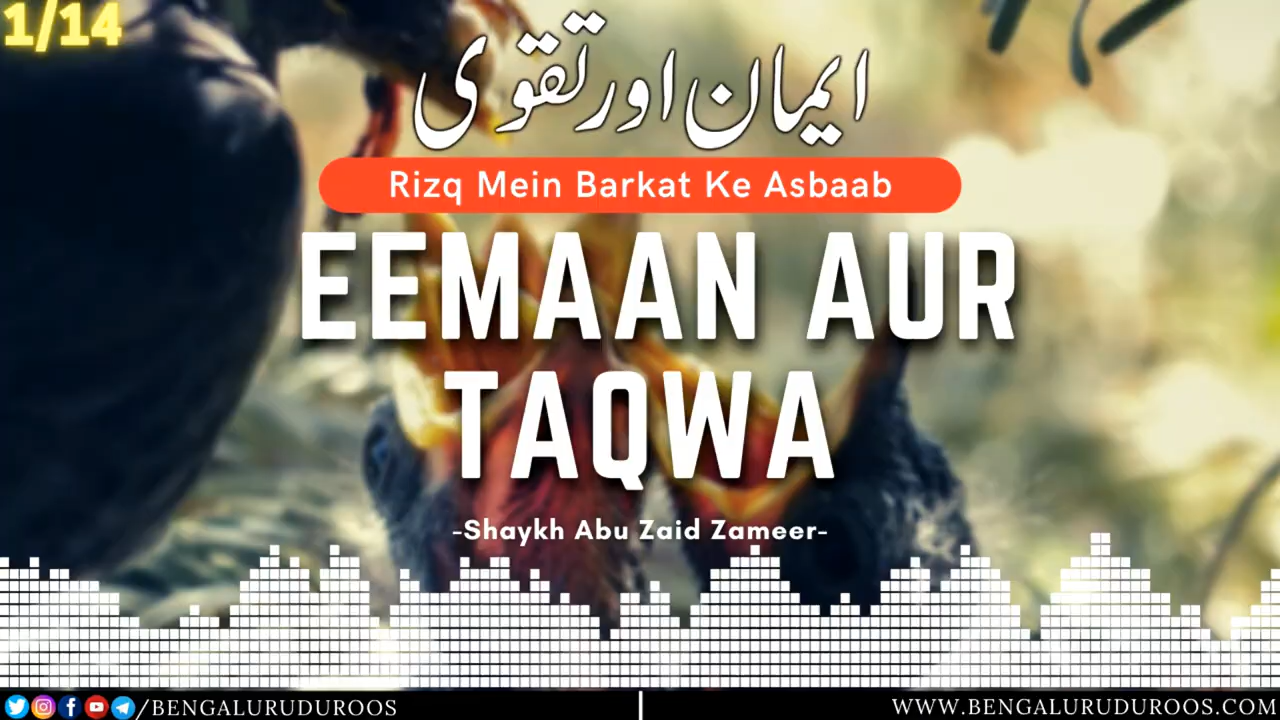 1/14
ایمان اور تقوی
Rizq Mein Barkat Ke Asbaab
EEMAAN AUR
TAQWA
-Shaykh Abu Zaid Zameer-
/BENGALURUDUROOS
WWW.BENGALURUDUROOS.COM